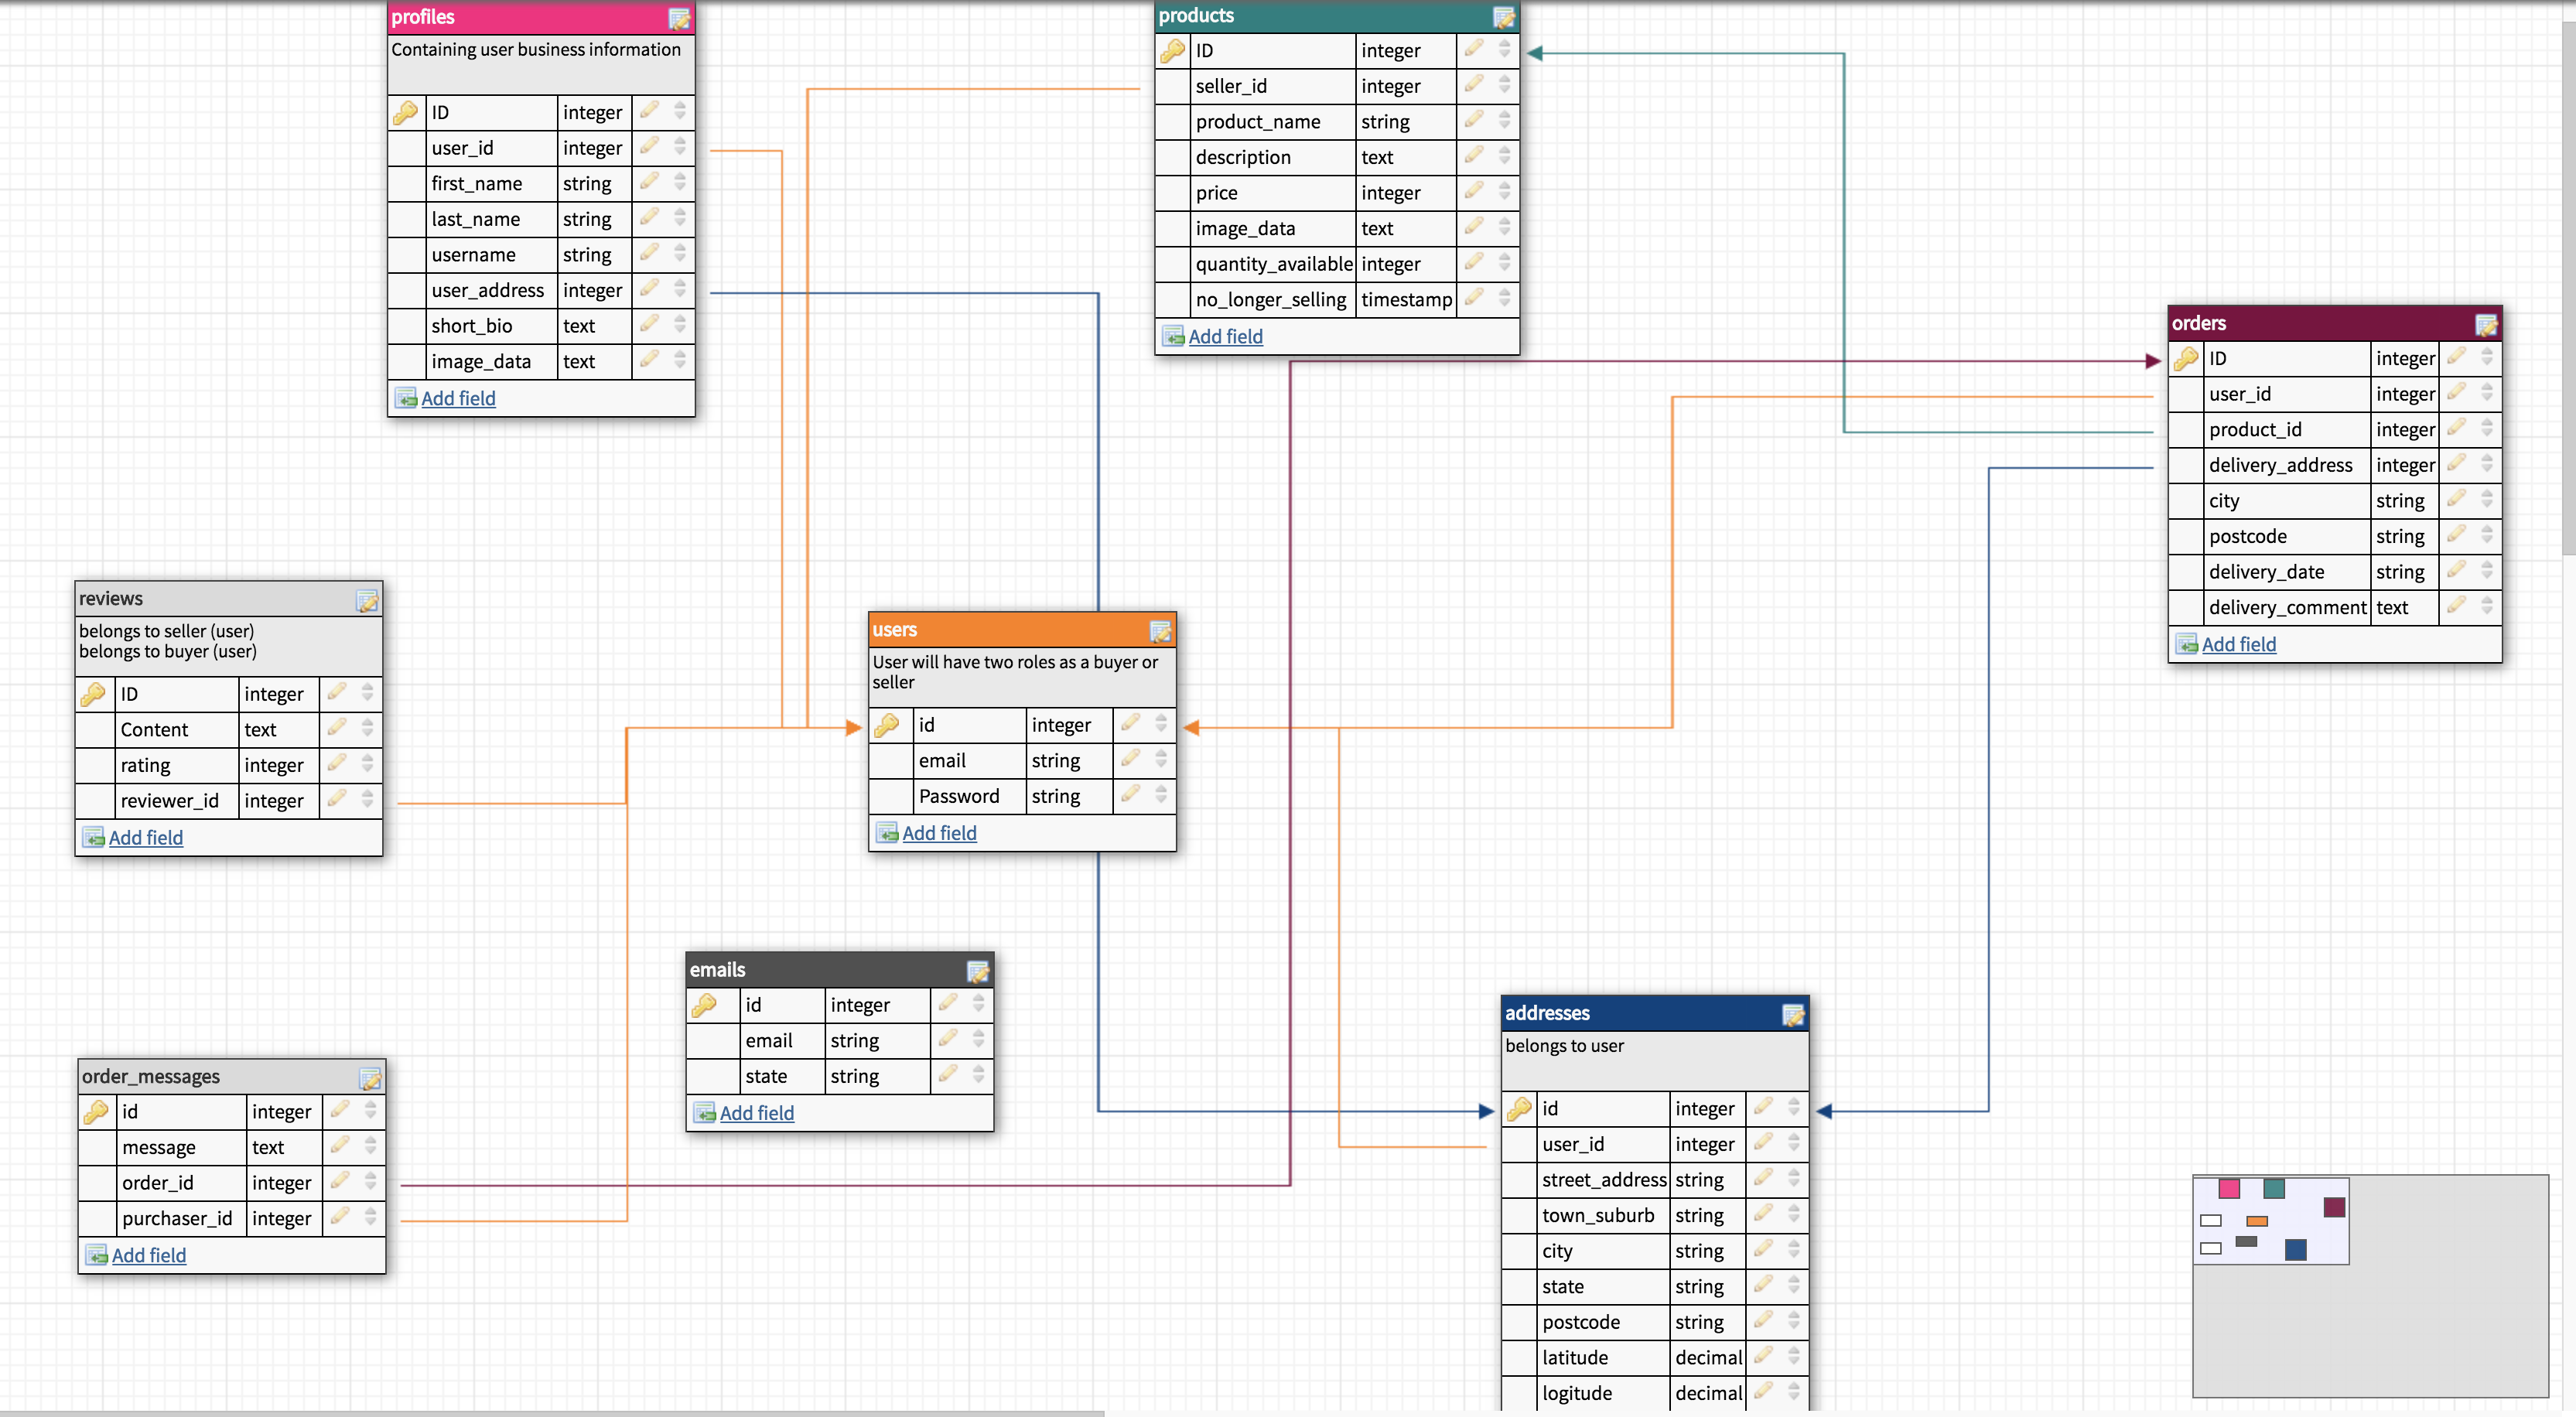 profiles
Containing user business information
ID integer
user_id integer
first_name string
last_name string
username string
user_address integer
short_bio text
image_data text
Add field
products
ID integer
seller_id integer
product_name string
description text
price integer
image_data text
quantity_available integer
no_longer_selling timestamp
Add field
orders
ID integer
user_id integer
product_id integer
delivery_address integer
city string
postcode string
delivery_date string
delivery_comment text
Add field
reviews
belongs to seller (user)
belongs to buyer (user)
ID integer
Content text
rating integer
reviewer_id integer
Add field
users
User will have two roles as a buyer or
seller
id integer
email string
Password string
Add field
emails
id integer
email string
state string
Add field
order_messages
id integer
message text
order_id integer
purchaser_id integer
Add field
addresses
belongs to user
id integer
user_id integer
street_address string
town_suburb string
city string
state string
postcode string
latitude decimal
logitude decimal